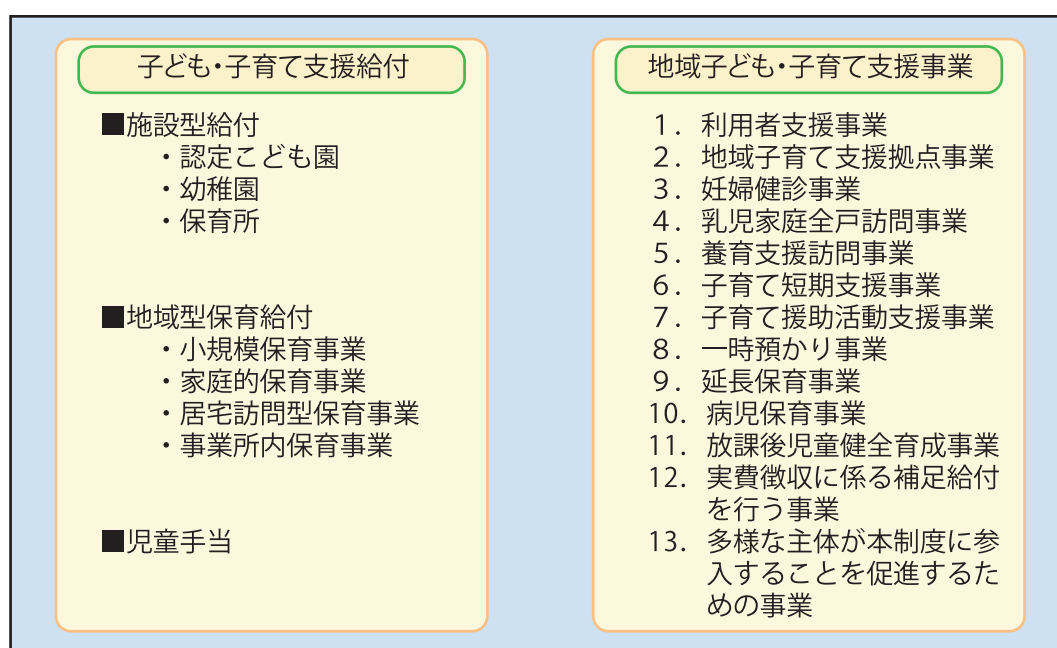 子ども・子育て支援給付
■施設型給付
・認定こども園
・幼稚園
・保育所
■地域型保育給付
・小規模保育事業
・家庭的保育事業
・居宅訪問型保育事業
・事業所内保育事業
■児童手当
地域子ども・子育て支援事業
1．利用者支援事業
2．地域子育て支援拠点事業
3．妊婦健診事業
4．乳児家庭全戸訪問事業
5．養育支援訪問事業
6．子育て短期支援事業
7．子育て援助活動支援事業
8．一時預かり事業
9．延長保育事業
10．病児保育事業
11．放課後児童健全育成事業
12．実費徴収に係る補足給付
を行う事業
13．多様な主体が本制度に参
入することを促進するた
めの事業